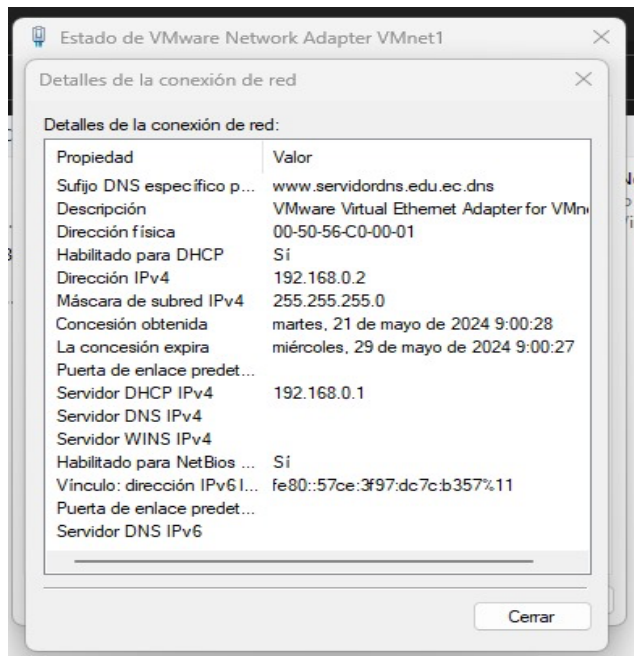 Estado de VMware Network Adapter VMnet1
Detalles de la conexión de red
Detalles de la conexión de red:
Propiedad Valor
Sufijo DNS específico p... www.servidordns.edu.ec.dns
Descripción VMware Virtual Ethernet Adapter for VMn
Dirección física 00-50-56-C0-00-01
Habilitado para DHCP Sí
Dirección IPv4 192.168.0.2
Máscara de subred IPv4 255.255.255.0
Concesión obtenida martes, 21 de mayo de 2024 9:00:28
La concesión expira miércoles, 29 de mayo de 2024 9:00:27
Puerta de enlace predet...
Servidor DHCP IPv4 192.168.0.1
Servidor DNS IPv4
Servidor WINS IPv4
Habilitado para NetBios ... Sí
Vínculo: dirección IPv6 l... fe80::57ce:3f97:dc7c:b357%11
Puerta de enlace predet...
Servidor DNS IPv6
Cerrar